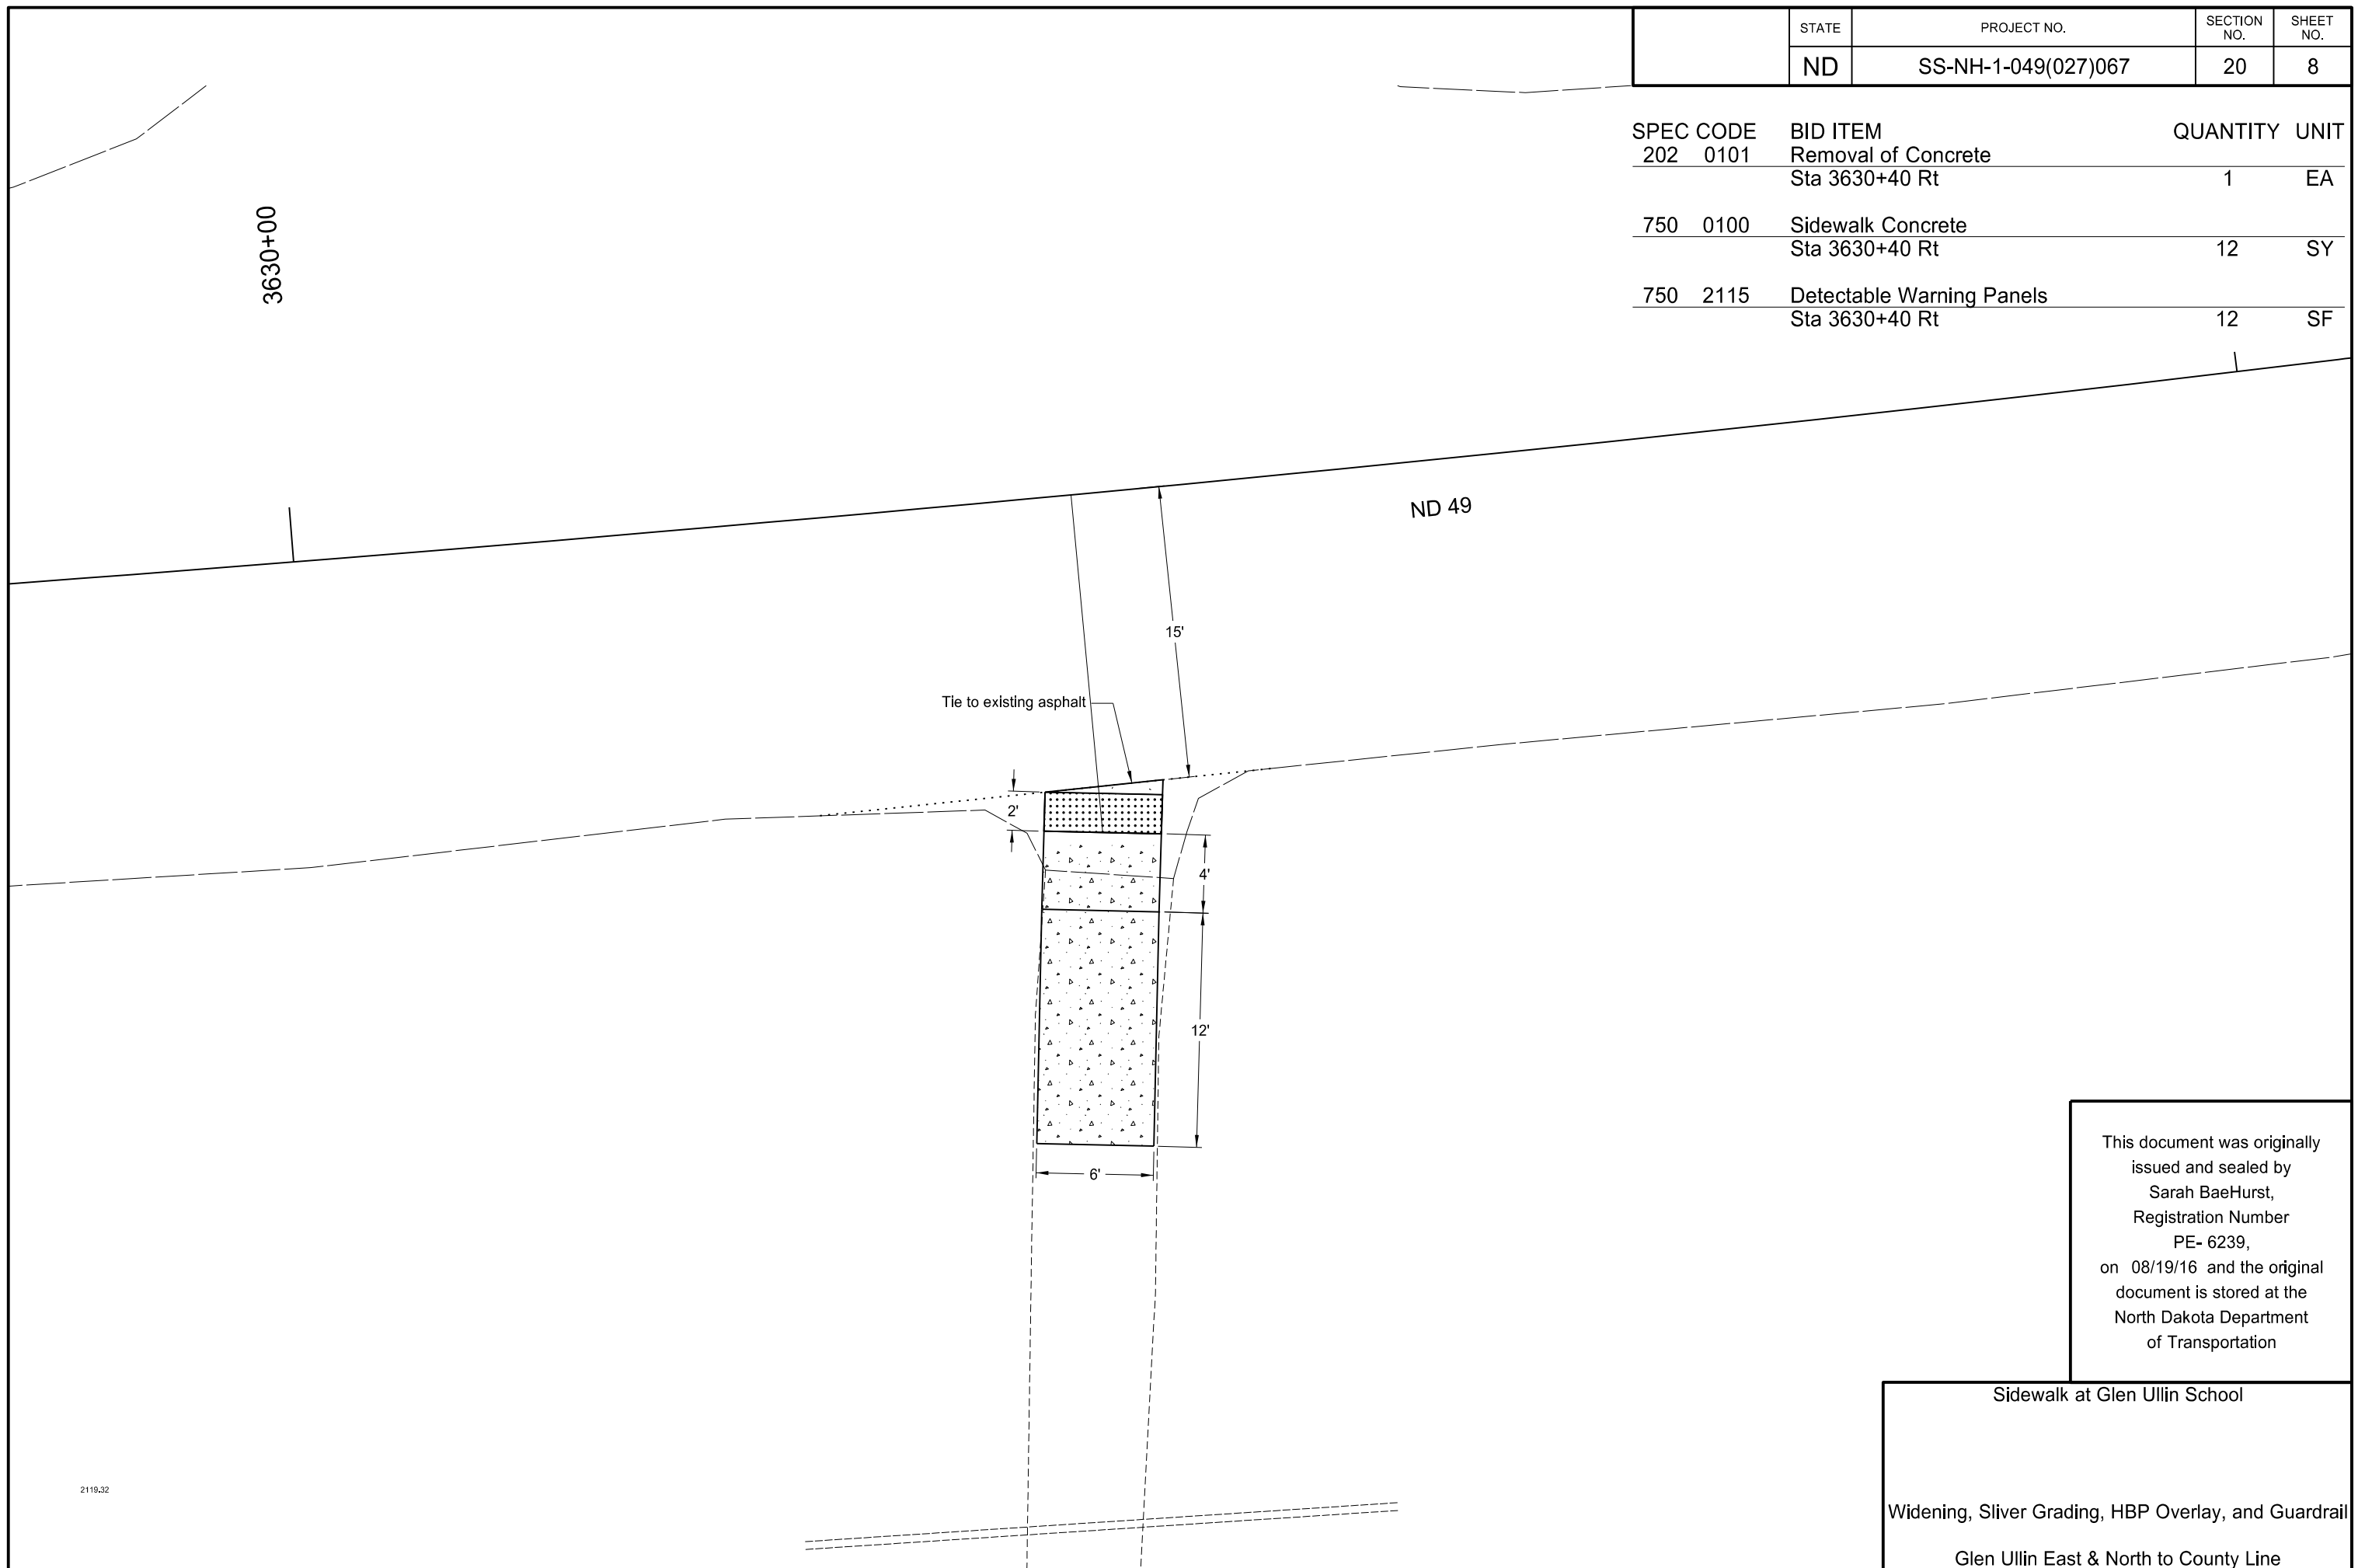 STATE PROJECT NO. SECTION NO. SHEET NO.
ND SS-NH-1-049(027)067 20 8
SPEC CODE BID ITEM QUANTITY UNIT
202 0101 Removal of Concrete
Sta 3630+40 Rt 1 EA
750 0100 Sidewalk Concrete
Sta 3630+40 Rt 12 SY
750 2115 Detectable Warning Panels
Sta 3630+40 Rt 12 SF
3630+00
ND 49
15'
Tie to existing asphalt
2'
4'
12'
6'
This document was originally
issued and sealed by
Sarah BaeHurst,
Registration Number
PE- 6239,
on 08/19/16 and the original
document is stored at the
North Dakota Department
of Transportation
Sidewalk at Glen Ullin School
2119.32
Widening, Sliver Grading, HBP Overlay, and Guardrail
Glen Ullin East & North to County Line